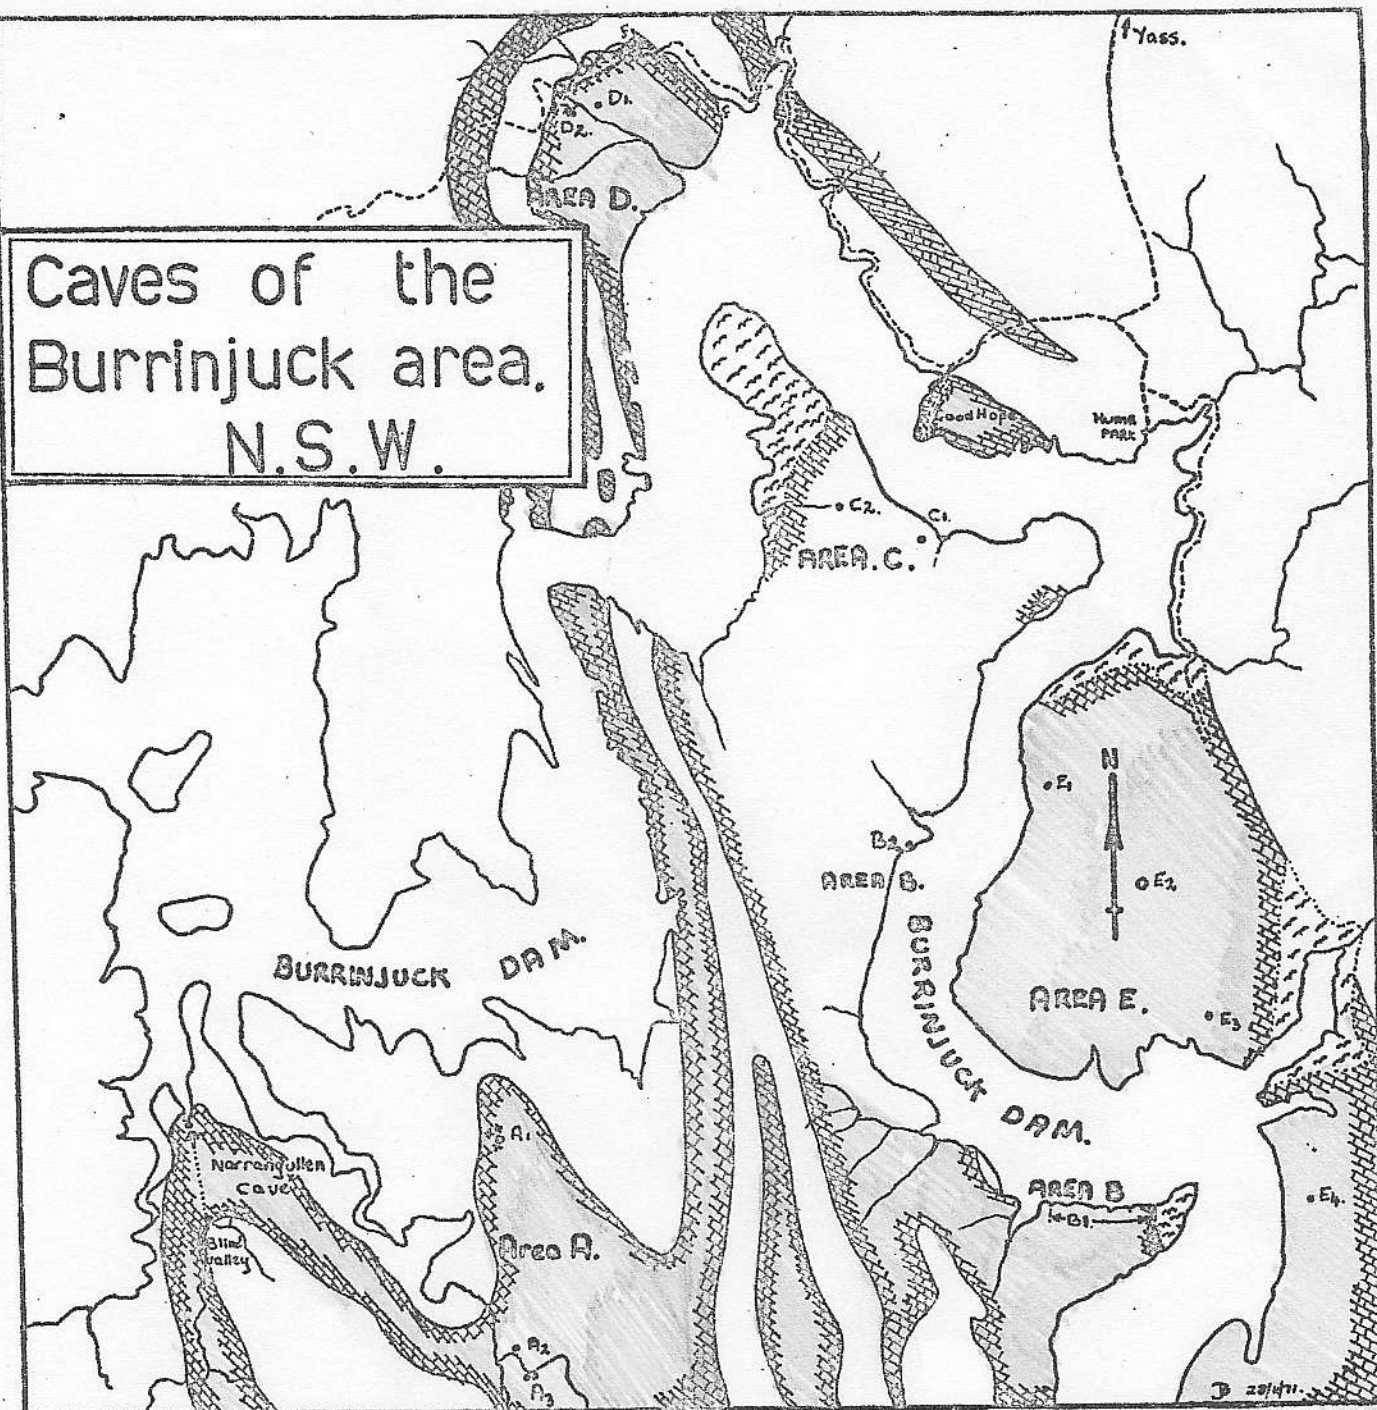 ↑Yass.
D1.
D2.
AREA D.
Caves of the
Burrinjuck area.
N.S.W.
Good Hope
HUME
PARK
C2.
C1.
AREA.C.
N
E1
B2.
AREA B.
E2
BURRINJUCK DAM.
BURRINJUCK DAM.
AREA E.
E3
A1
Narrangullen
Cave
AREA B
B1
E4.
Blind
Valley
Area A.
A2
A3